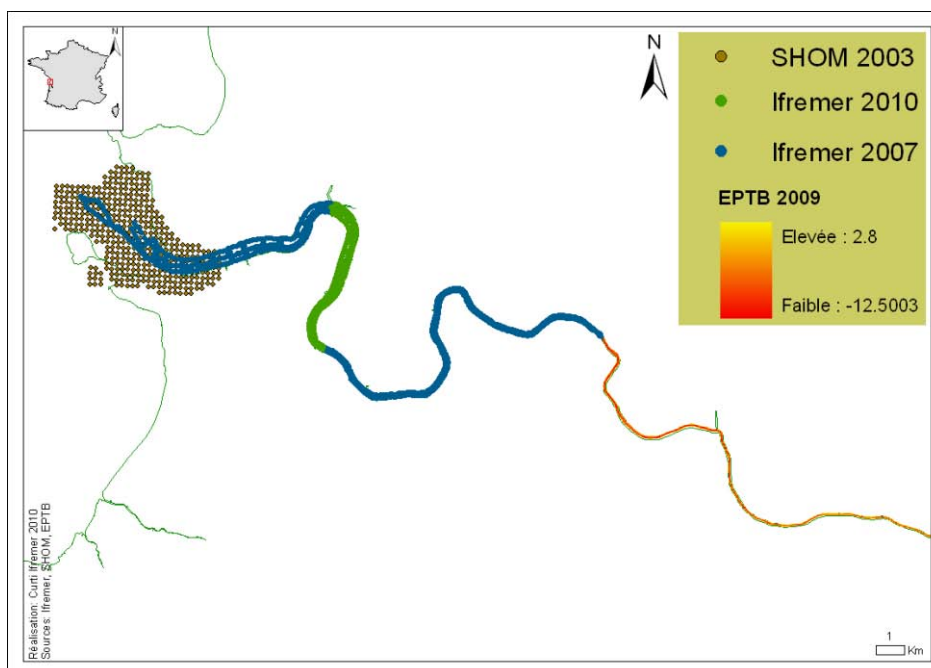 N
SHOM 2003
Ifremer 2010
Ifremer 2007
EPTB 2009
Elevée : 2.8
Faible : -12.5003
Réalisation: Curti Ifremer 2010
Sources: Ifremer, SHOM, EPTB
1
Km